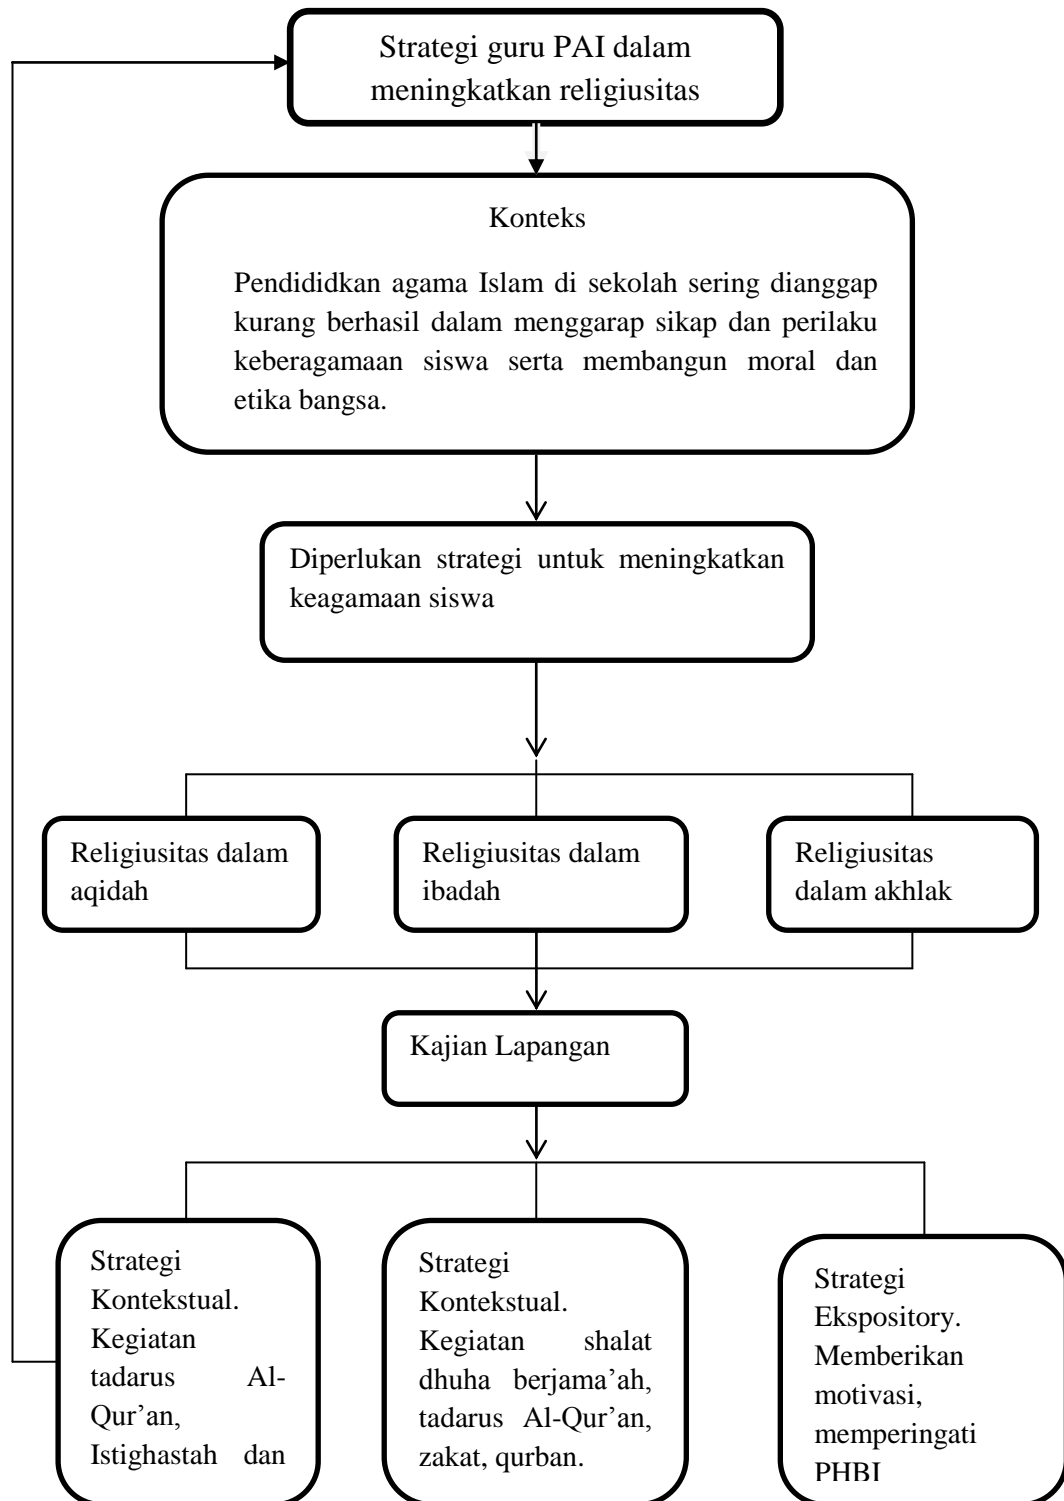 Strategi guru PAI dalam
meningkatkan religiusitas
Konteks
Pendididkan agama Islam di sekolah sering dianggap
kurang berhasil dalam menggarap sikap dan perilaku
keberagamaan siswa serta membangun moral dan
etika bangsa.
Diperlukan strategi untuk meningkatkan
keagamaan siswa
Religiusitas dalam
aqidah
Religiusitas dalam
ibadah
Religiusitas
dalam akhlak
Kajian Lapangan
Strategi
Kontekstual.
Kegiatan
tadarus Al-
Qur’an,
Istighastah dan
Strategi
Kontekstual.
Kegiatan shalat
dhuha berjama’ah,
tadarus Al-Qur’an,
zakat, qurban.
Strategi
Ekspository.
Memberikan
motivasi,
memperingati
PHBI